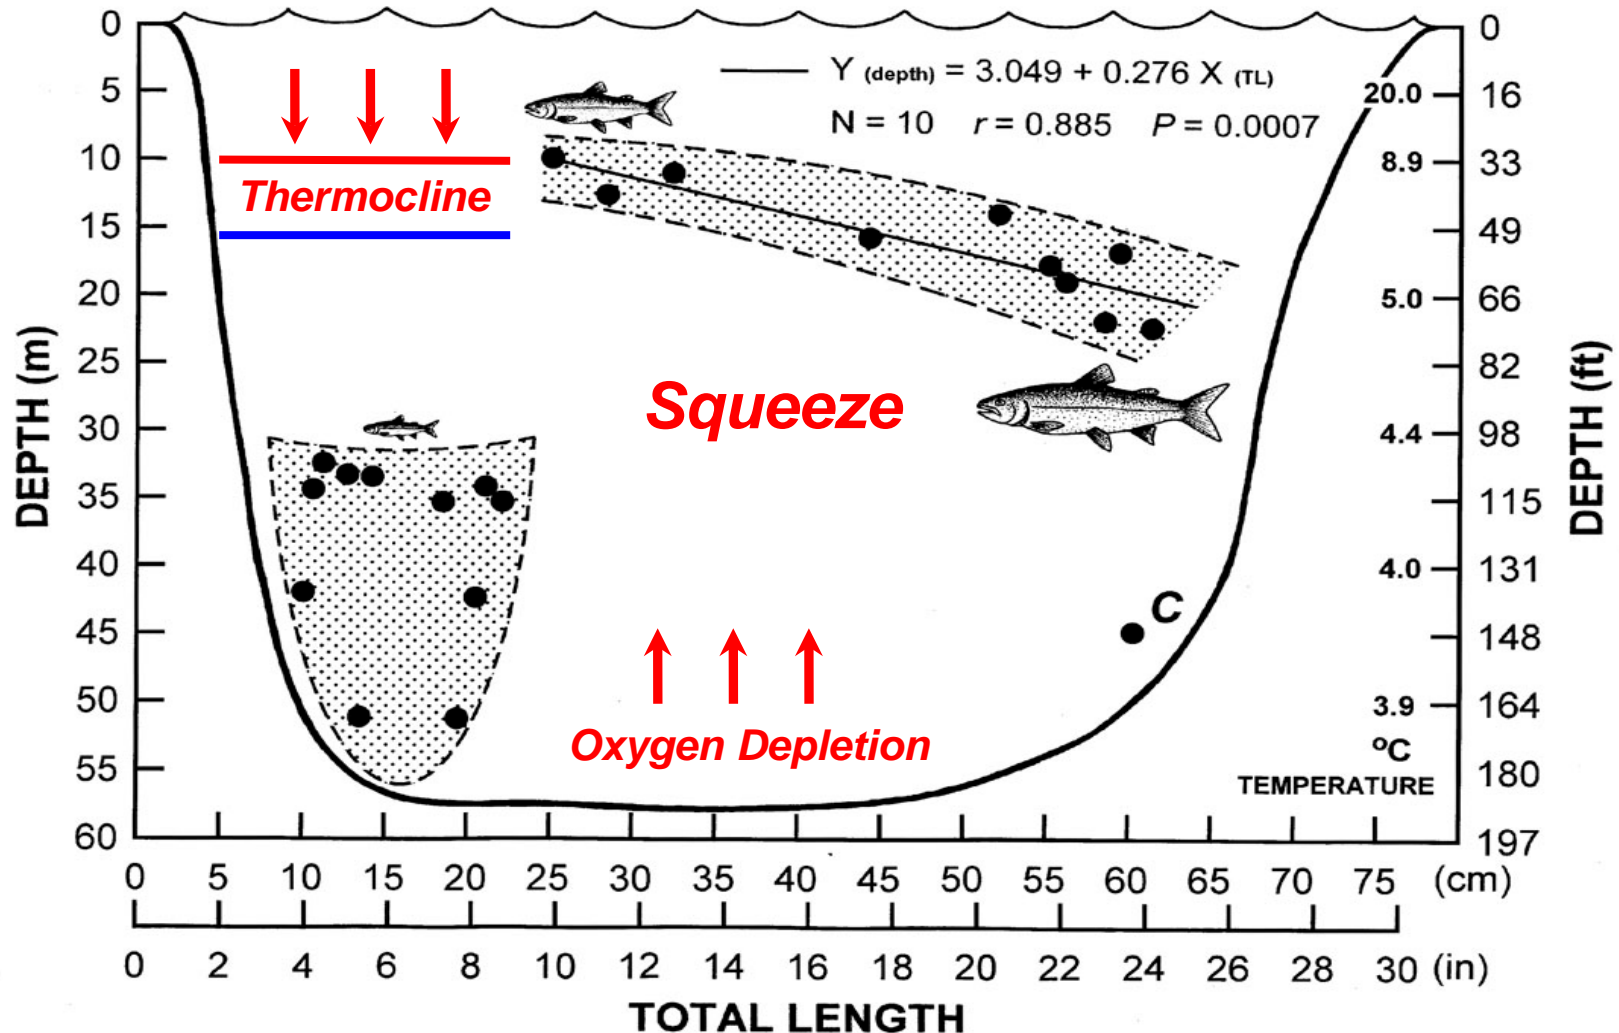 Y (depth) = 3.049 + 0.276 X (TL)
N = 10 r = 0.885 P = 0.0007
Thermocline
Squeeze
Oxygen Depletion
C
DEPTH (m)
0
5
10
15
20
25
30
35
40
45
50
55
60
20.0
8.9
5.0
4.4
4.0
3.9
°C
TEMPERATURE
0
16
33
49
66
82
98
115
131
148
164
180
197
DEPTH (ft)
0 5 10 15 20 25 30 35 40 45 50 55 60 65 70 75 (cm)
0 2 4 6 8 10 12 14 16 18 20 22 24 26 28 30 (in)
TOTAL LENGTH